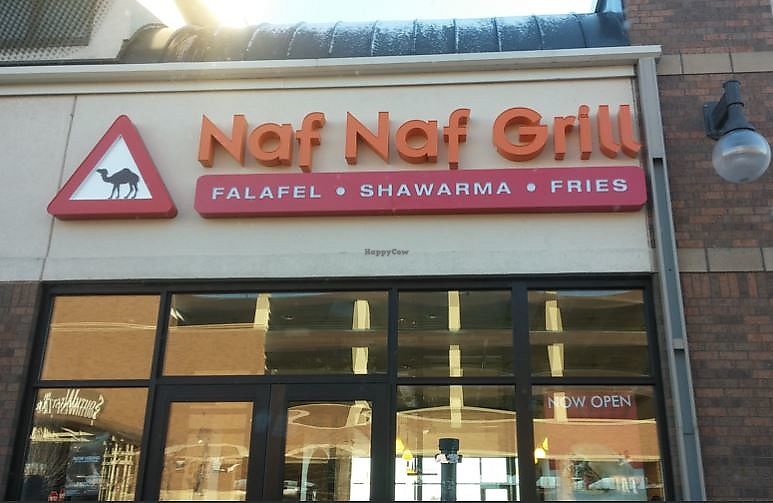 Naf Naf Grill
FALAFEL • SHAWARMA • FRIES
HappyCow
NOW OPEN